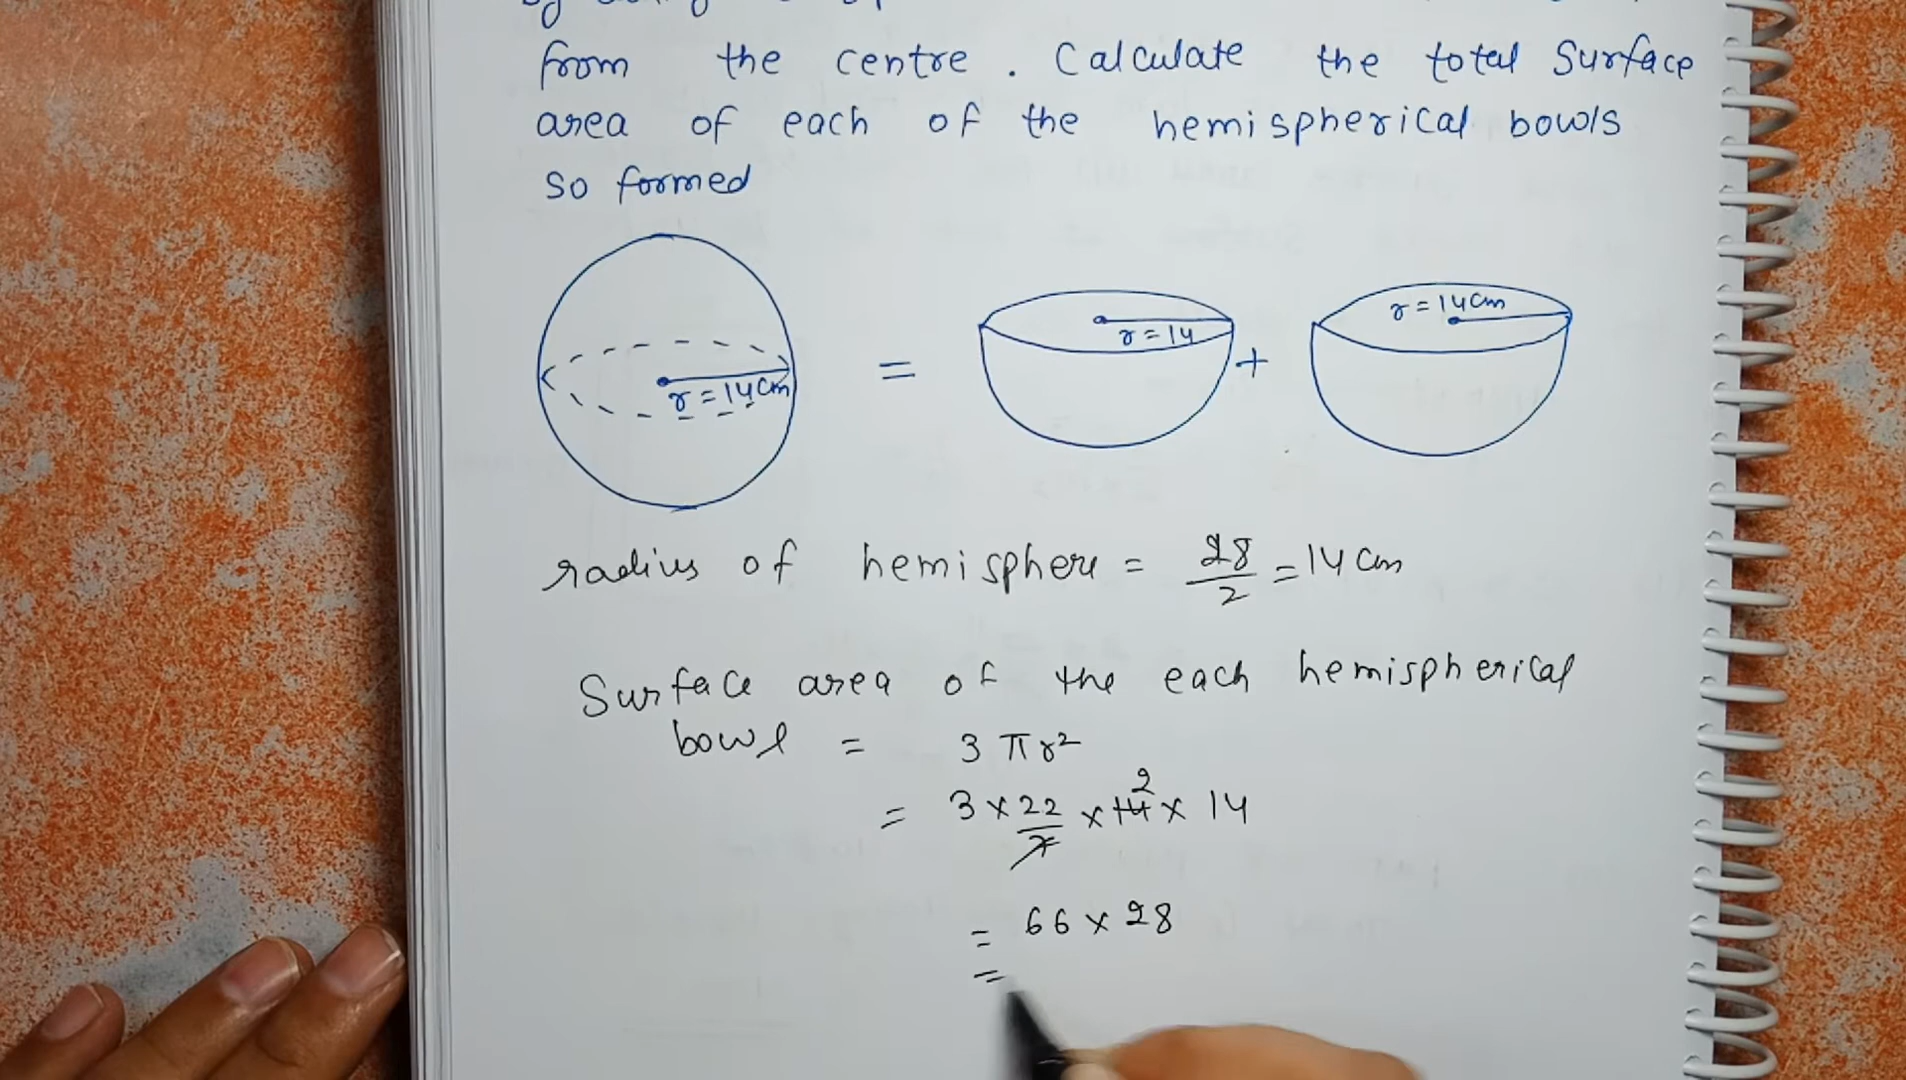 from the centre. Calculate the total Surface
area of each of the hemispherical bowls
so formed
r = 14cm
=
r = 14
+
r = 14cm
radius of hemisphere = 28/2 = 14 cm
Surface area of the each hemispherical
bowl = 3πr²
= 3 × 22/7 × 14 2 × 14
= 66 × 28
=